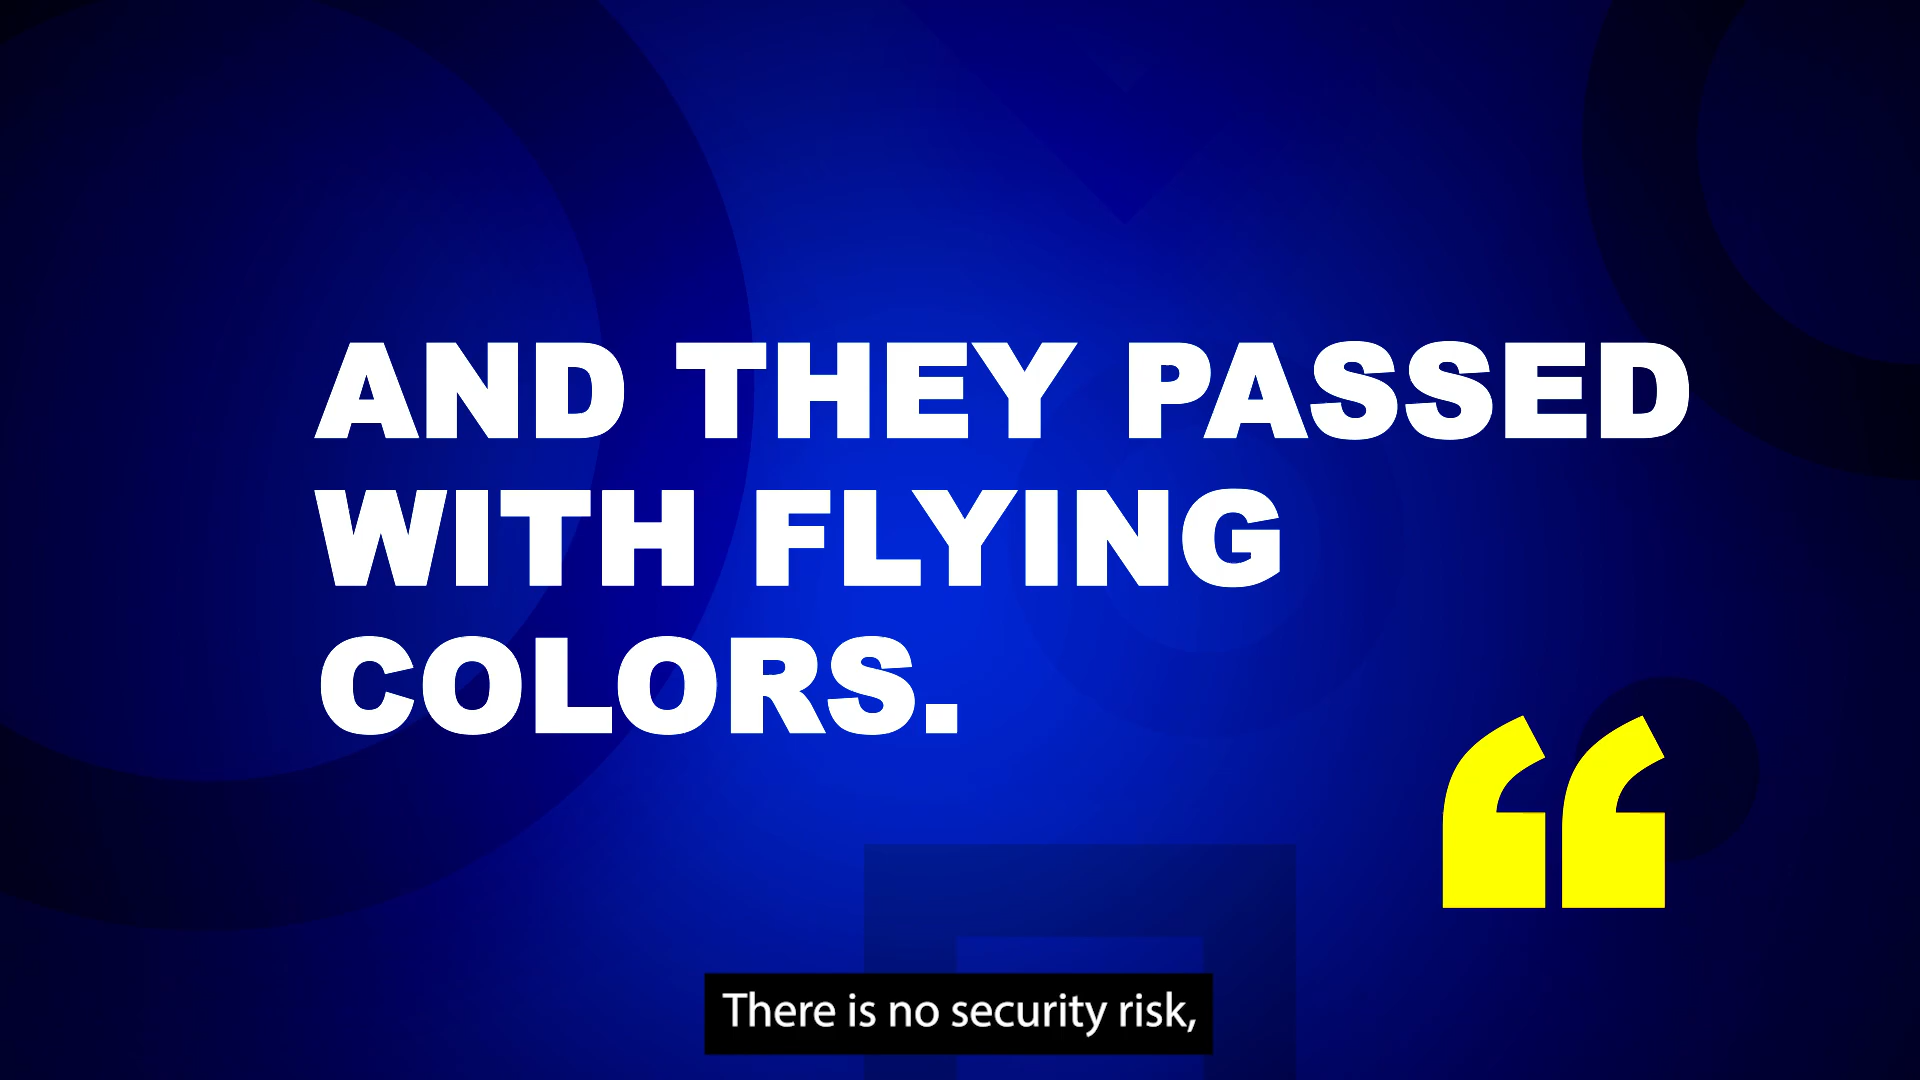 AND THEY PASSED
WITH FLYING
COLORS.
“
There is no security risk,